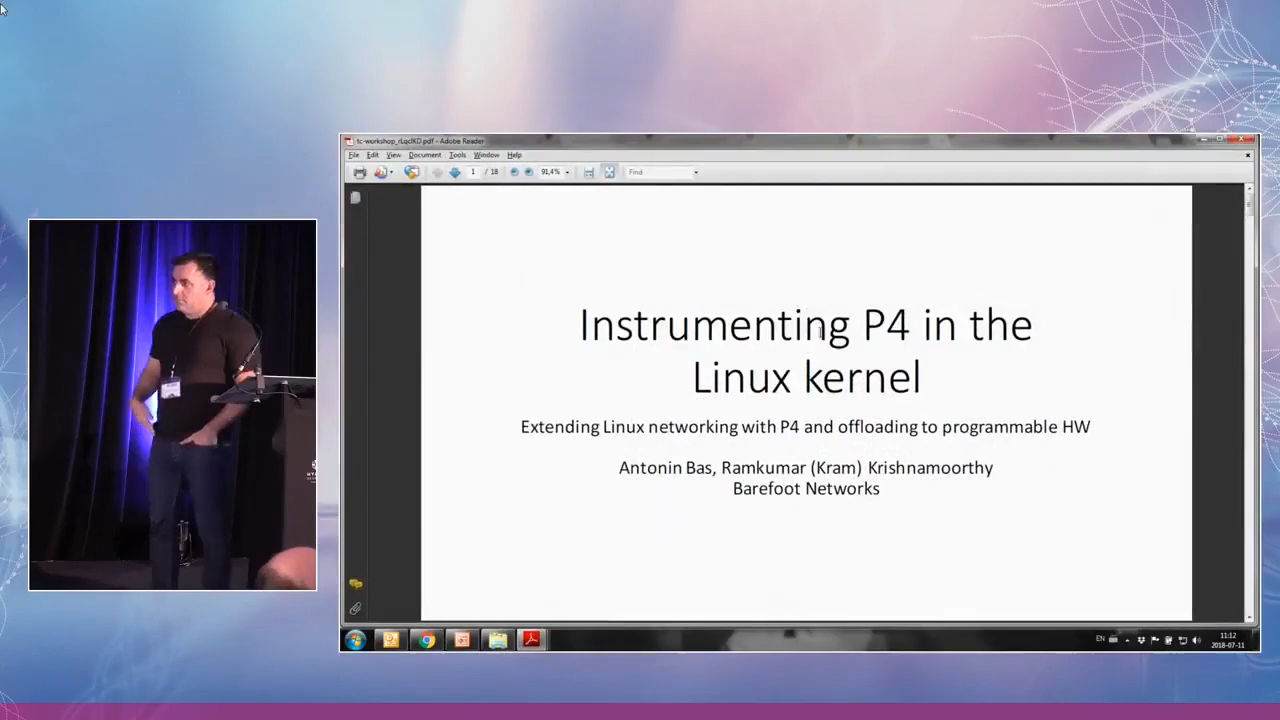 tc-workshop_rLqclKD.pdf - Adobe Reader
File Edit View Document Tools Window Help
1 / 18 91,4% Find
Instrumenting P4 in the
Linux kernel
Extending Linux networking with P4 and offloading to programmable HW
Antonin Bas, Ramkumar (Kram) Krishnamoorthy
Barefoot Networks
EN 11:12
2018-07-11